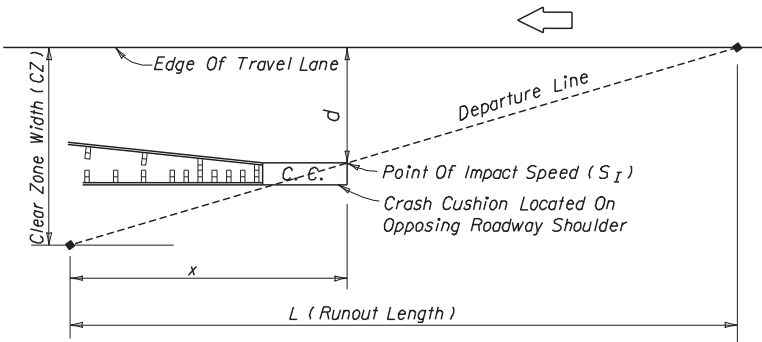 Edge Of Travel Lane
Clear Zone Width (CZ)
d
Departure Line
C. C.
Point Of Impact Speed (S I)
Crash Cushion Located On
Opposing Roadway Shoulder
x
L (Runout Length)